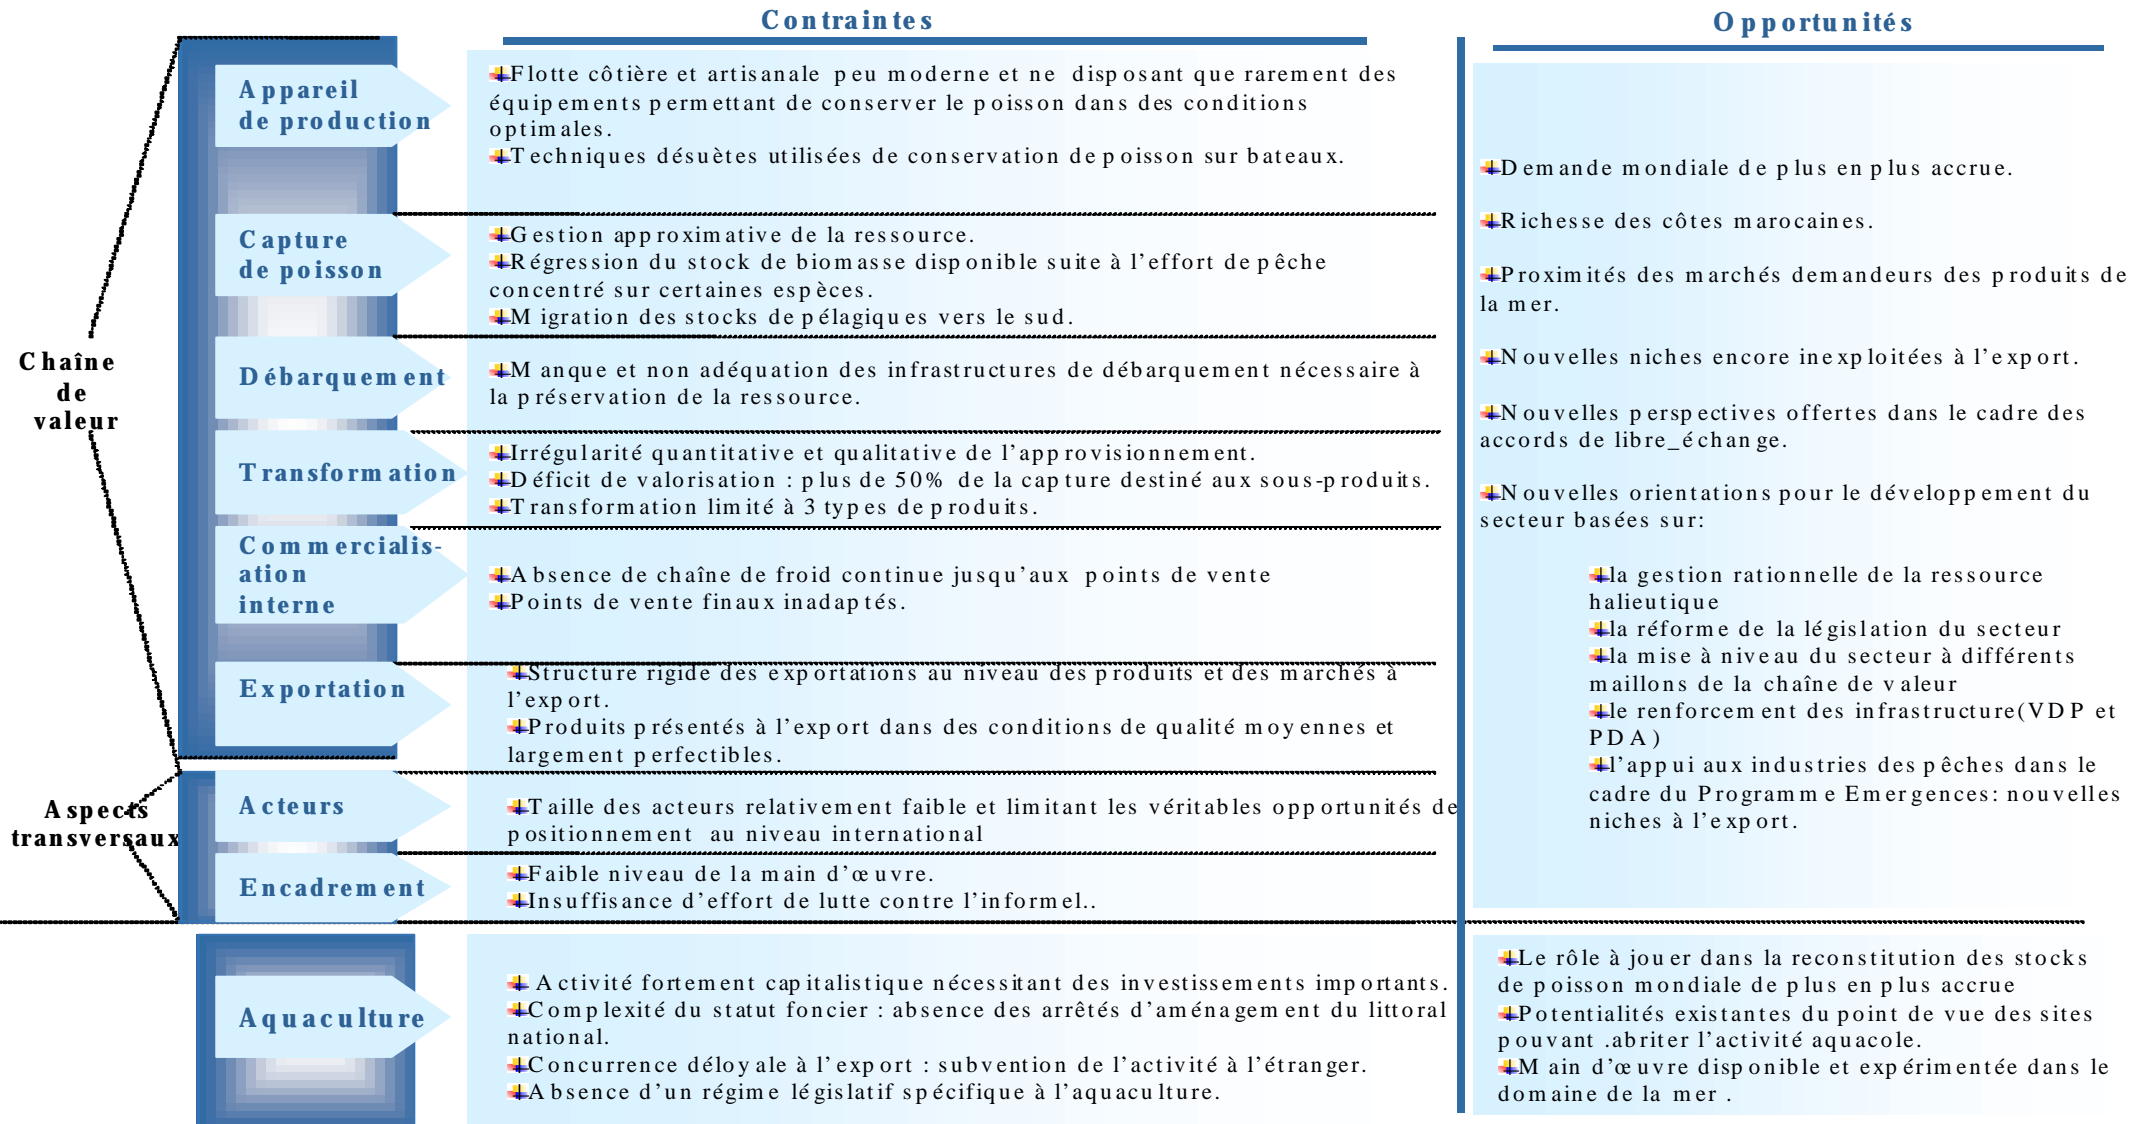 Contraintes
Opportunités
Chaîne
de
valeur
Aspects
transversaux
Appareil
de production
Flotte côtière et artisanale peu moderne et ne disposant que rarement des
équipements permettant de conserver le poisson dans des conditions
optimales.
Techniques désuètes utilisées de conservation de poisson sur bateaux.
Capture
de poisson
Gestion approximative de la ressource.
Régression du stock de biomasse disponible suite à l’effort de pêche
concentré sur certaines espèces.
Migration des stocks de pélagiques vers le sud.
Débarquement
Manque et non adéquation des infrastructures de débarquement nécessaire à
la préservation de la ressource.
Transformation
Irrégularité quantitative et qualitative de l’approvisionnement.
Déficit de valorisation : plus de 50% de la capture destiné aux sous-produits.
Transformation limité à 3 types de produits.
Commercialis-
ation
interne
Absence de chaîne de froid continue jusqu’aux points de vente
Points de vente finaux inadaptés.
Exportation
Structure rigide des exportations au niveau des produits et des marchés à
l’export.
Produits présentés à l’export dans des conditions de qualité moyennes et
largement perfectibles.
Acteurs
Taille des acteurs relativement faible et limitant les véritables opportunités de
positionnement au niveau international
Encadrement
Faible niveau de la main d’œuvre.
Insuffisance d’effort de lutte contre l’informel..
Demande mondiale de plus en plus accrue.
Richesse des côtes marocaines.
Proximités des marchés demandeurs des produits de
la mer.
Nouvelles niches encore inexploitées à l’export.
Nouvelles perspectives offertes dans le cadre des
accords de libre_échange.
Nouvelles orientations pour le développement du
secteur basées sur:
la gestion rationnelle de la ressource
halieutique
la réforme de la législation du secteur
la mise à niveau du secteur à différents
maillons de la chaîne de valeur
le renforcement des infrastructure(VDP et
PDA)
l’appui aux industries des pêches dans le
cadre du Programme Emergences: nouvelles
niches à l’export.
Aquaculture
Activité fortement capitalistique nécessitant des investissements importants.
Complexité du statut foncier : absence des arrêtés d’aménagement du littoral
national.
Concurrence déloyale à l’export : subvention de l’activité à l’étranger.
Absence d’un régime législatif spécifique à l’aquaculture.
Le rôle à jouer dans la reconstitution des stocks
de poisson mondiale de plus en plus accrue
Potentialités existantes du point de vue des sites
pouvant .abriter l’activité aquacole.
Main d’œuvre disponible et expérimentée dans le
domaine de la mer .